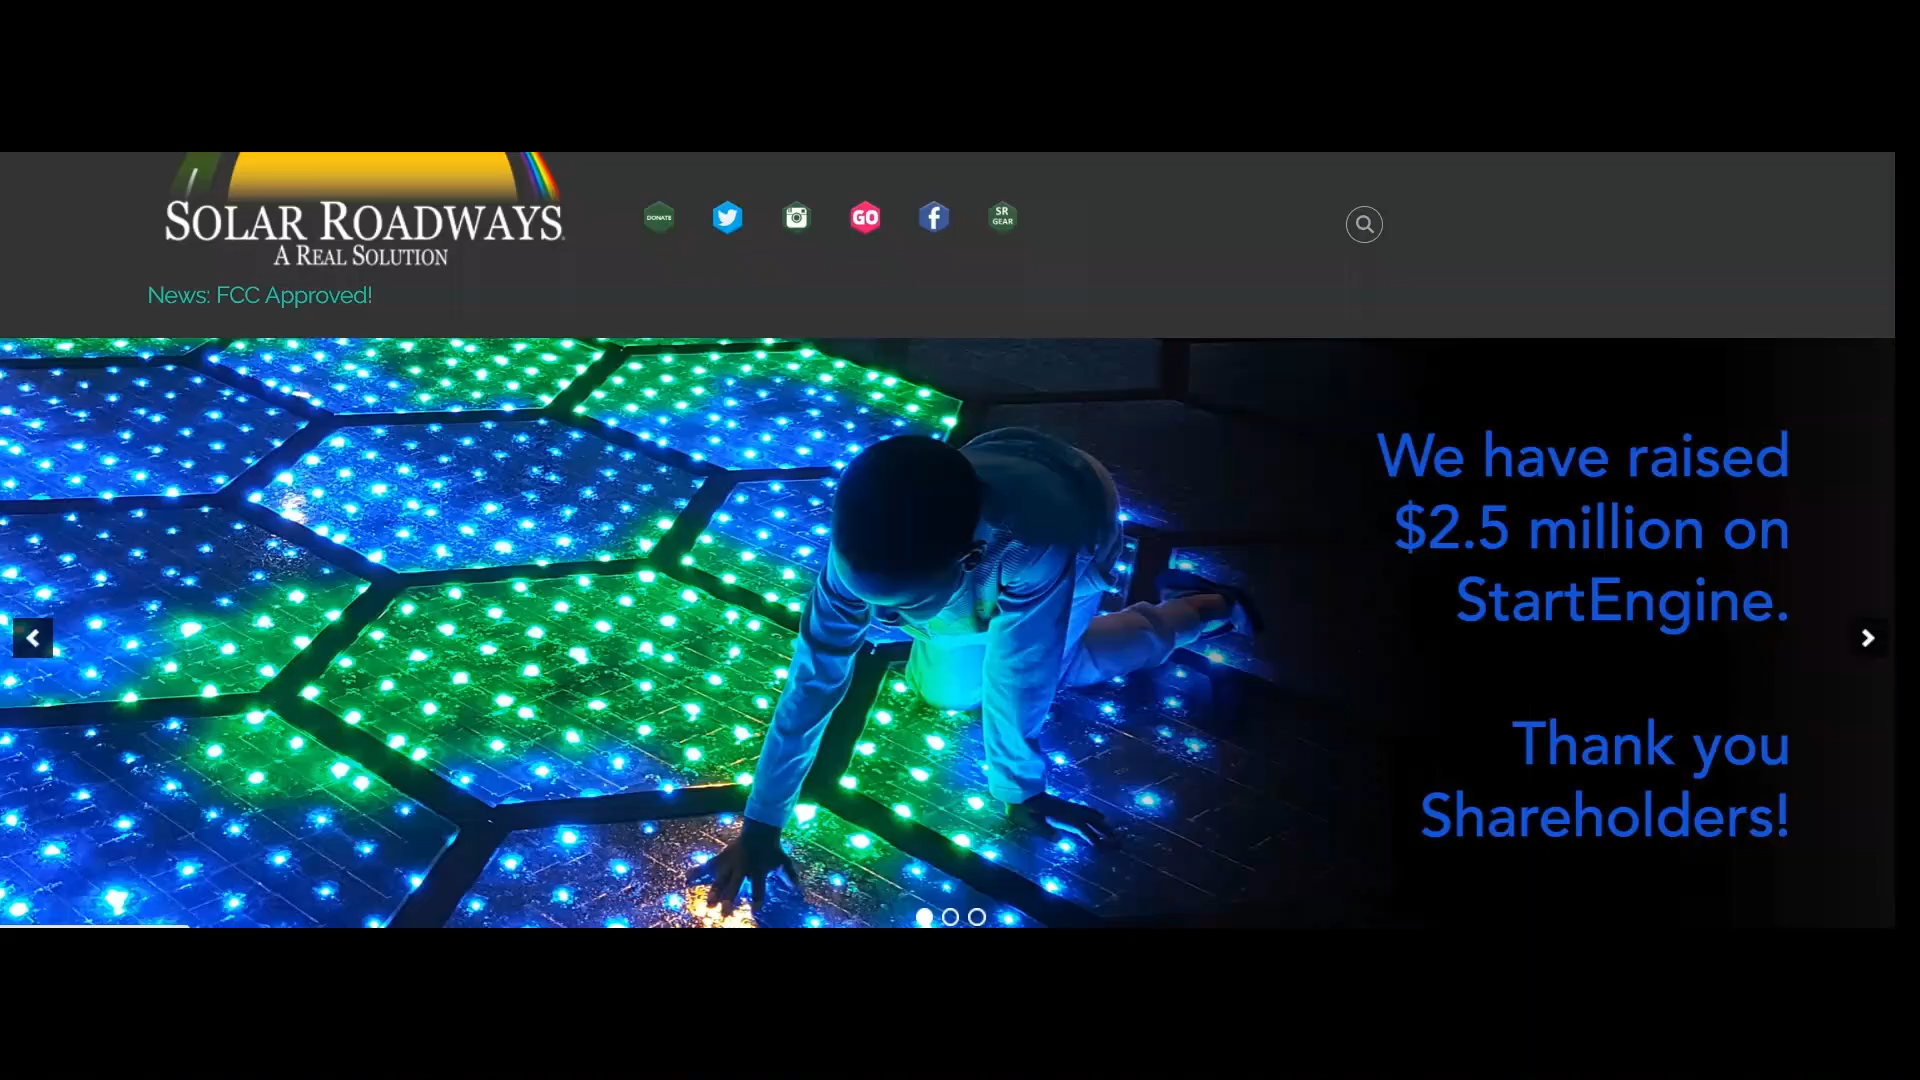 SOLAR ROADWAYS
A REAL SOLUTION
DONATE
GO
f
SR
GEAR
News: FCC Approved!
We have raised
$2.5 million on
StartEngine.
Thank you
Shareholders!